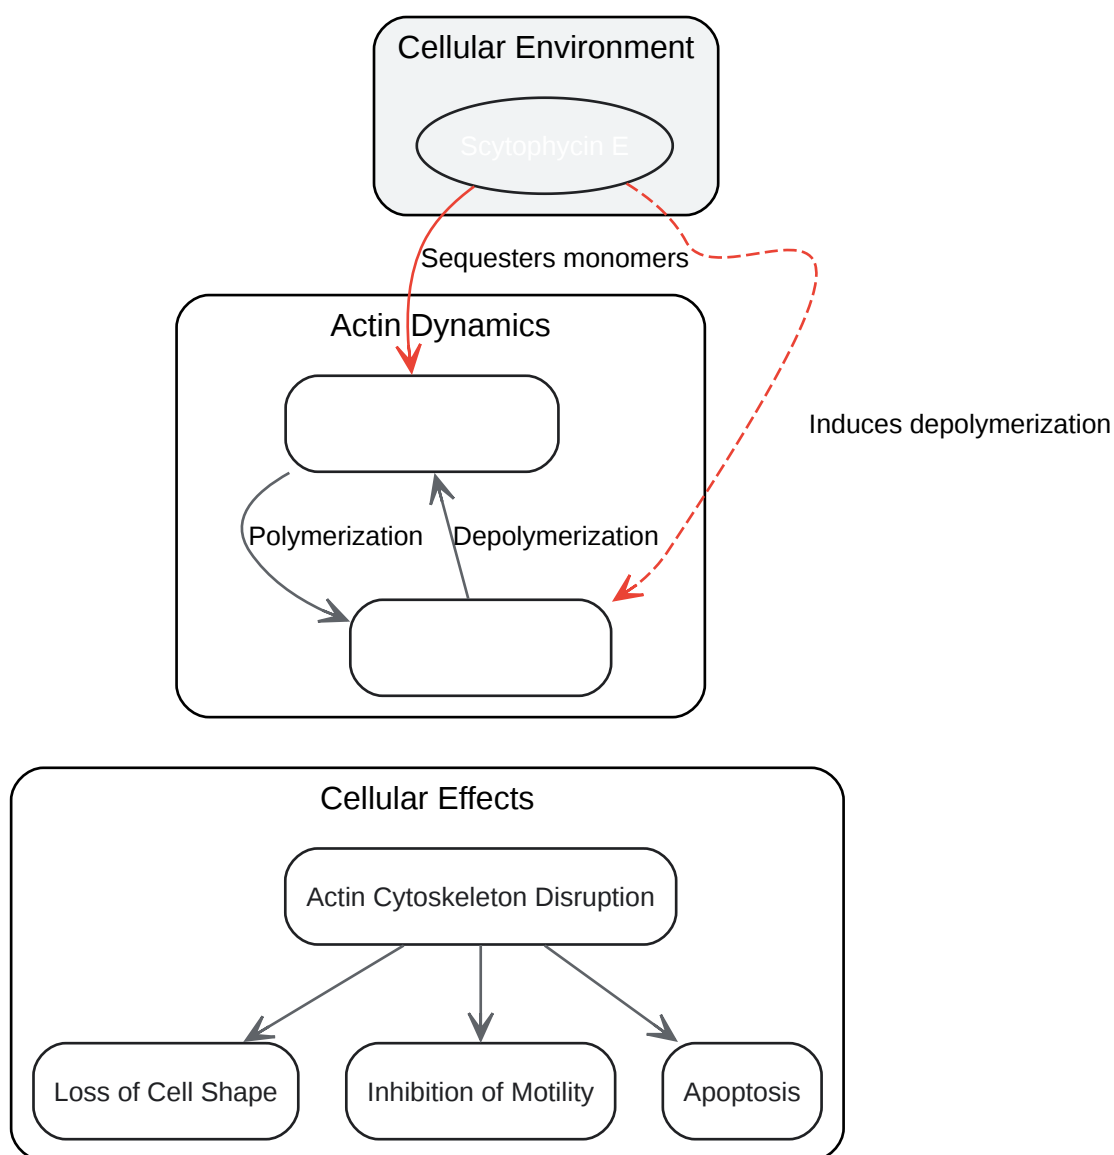 Cellular Environment
Scytophycin E
Sequesters monomers
Actin Dynamics
Induces depolymerization
Polymerization
Depolymerization
Cellular Effects
Actin Cytoskeleton Disruption
Loss of Cell Shape
Inhibition of Motility
Apoptosis